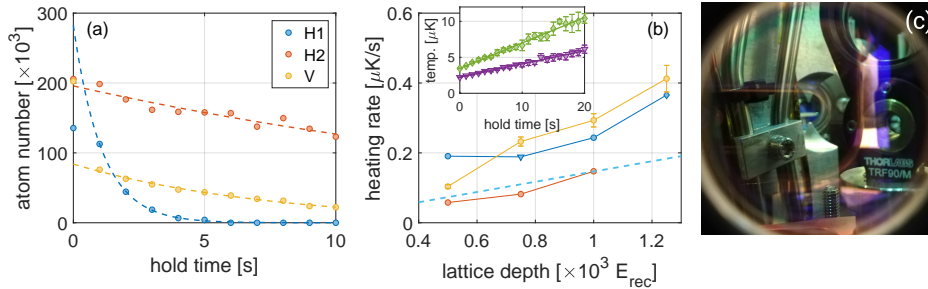 (a)
atom number [×10³]
300
200
100
0
0
5
10
hold time [s]
H1
H2
V
(b)
heating rate [μK/s]
0.6
0.4
0.2
0
0.4
0.6
0.8
1
1.2
lattice depth [×10³ E_rec]
temp. [μK]
10
5
0
0
10
20
hold time [s]
(c)
THORLABS
TRF90/M